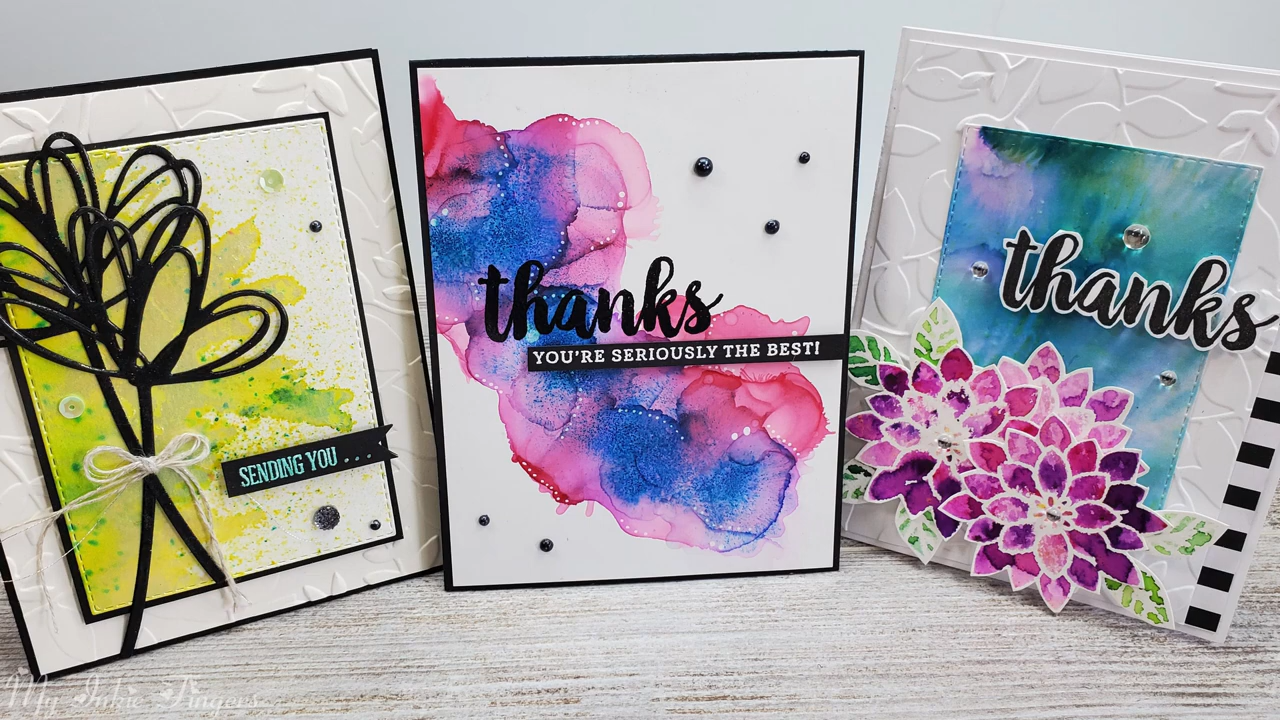 SENDING YOU . . .
thanks
YOU'RE SERIOUSLY THE BEST!
thanks
My Inkie Fingers